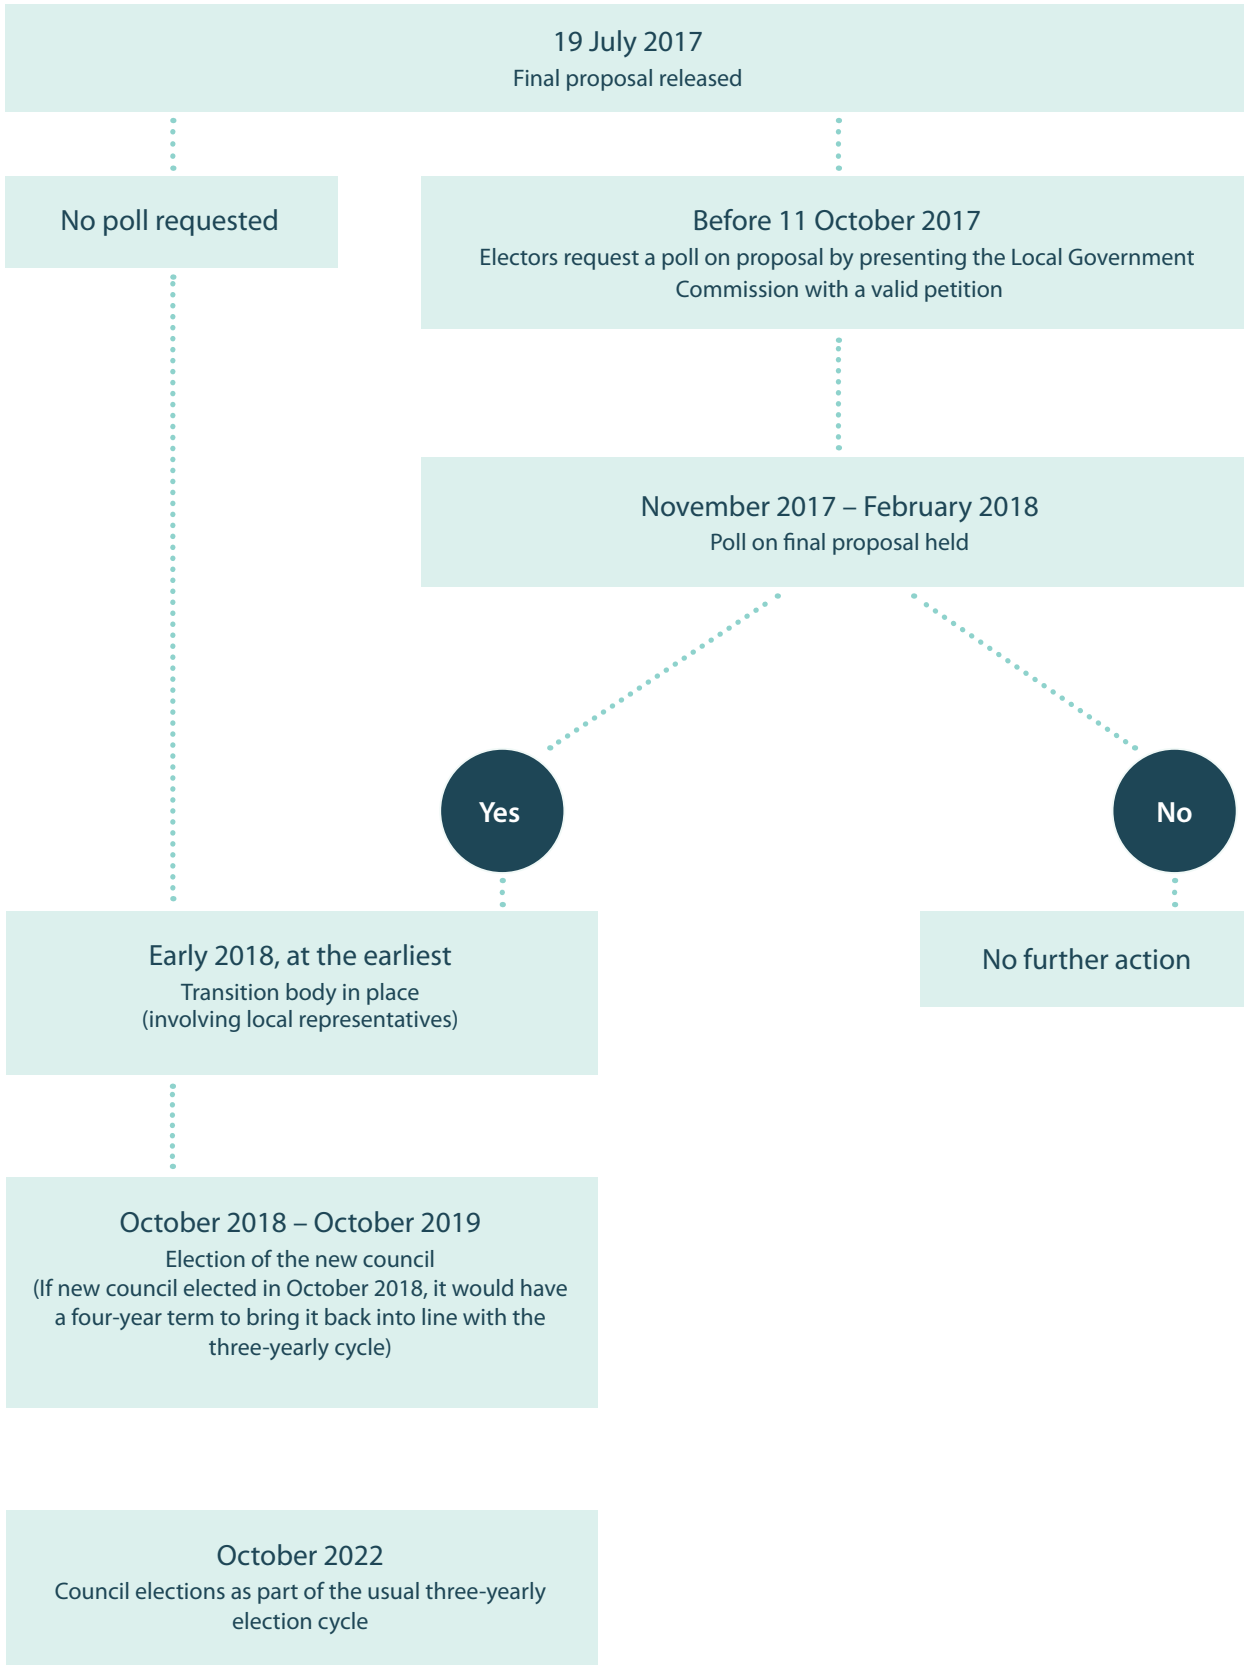 19 July 2017
Final proposal released
No poll requested
Before 11 October 2017
Electors request a poll on proposal by presenting the Local Government
Commission with a valid petition
November 2017 – February 2018
Poll on final proposal held
Yes
No
Early 2018, at the earliest
Transition body in place
(involving local representatives)
No further action
October 2018 – October 2019
Election of the new council
(If new council elected in October 2018, it would have
a four-year term to bring it back into line with the
three-yearly cycle)
October 2022
Council elections as part of the usual three-yearly
election cycle